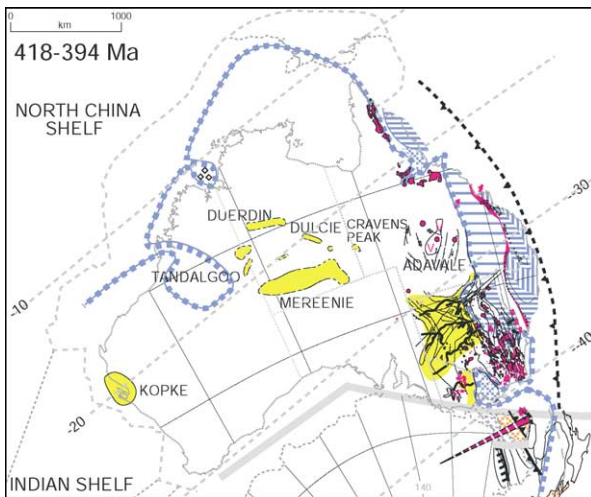 0 1000
km
418-394 Ma
NORTH CHINA
SHELF
DUERDIN
DULCIE
CRAVENS
PEAK
-30
TANDALGOO
ADAVALE
V
V
MEREENIE
-10
-40
KOPKE
-20
INDIAN SHELF
140